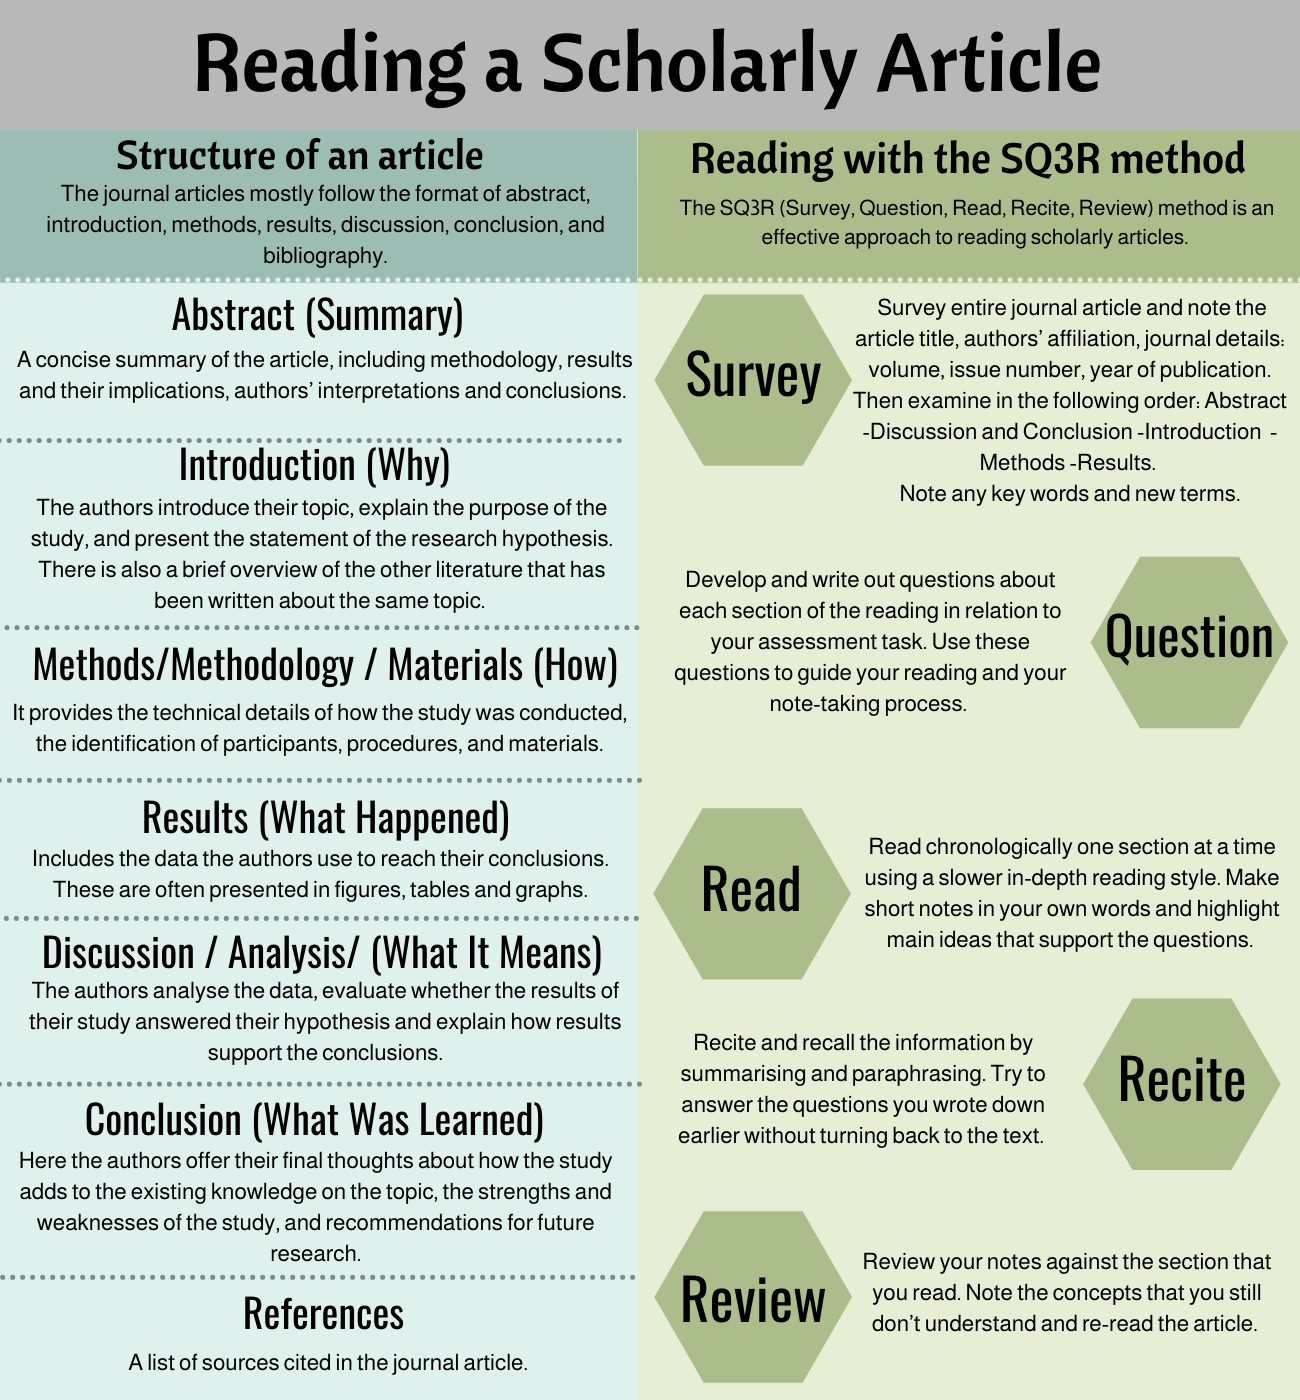 Reading a Scholarly Article
Structure of an article
The journal articles mostly follow the format of abstract,
introduction, methods, results, discussion, conclusion, and
bibliography.
Abstract (Summary)
A concise summary of the article, including methodology, results
and their implications, authors’ interpretations and conclusions.
Introduction (Why)
The authors introduce their topic, explain the purpose of the
study, and present the statement of the research hypothesis.
There is also a brief overview of the other literature that has
been written about the same topic.
Methods/Methodology / Materials (How)
It provides the technical details of how the study was conducted,
the identification of participants, procedures, and materials.
Results (What Happened)
Includes the data the authors use to reach their conclusions.
These are often presented in figures, tables and graphs.
Discussion / Analysis/ (What It Means)
The authors analyse the data, evaluate whether the results of
their study answered their hypothesis and explain how results
support the conclusions.
Conclusion (What Was Learned)
Here the authors offer their final thoughts about how the study
adds to the existing knowledge on the topic, the strengths and
weaknesses of the study, and recommendations for future
research.
References
A list of sources cited in the journal article.
Reading with the SQ3R method
The SQ3R (Survey, Question, Read, Recite, Review) method is an
effective approach to reading scholarly articles.
Survey
Survey entire journal article and note the
article title, authors’ affiliation, journal details:
volume, issue number, year of publication.
Then examine in the following order: Abstract
-Discussion and Conclusion -Introduction -
Methods -Results.
Note any key words and new terms.
Question
Develop and write out questions about
each section of the reading in relation to
your assessment task. Use these
questions to guide your reading and your
note-taking process.
Read
Read chronologically one section at a time
using a slower in-depth reading style. Make
short notes in your own words and highlight
main ideas that support the questions.
Recite
Recite and recall the information by
summarising and paraphrasing. Try to
answer the questions you wrote down
earlier without turning back to the text.
Review
Review your notes against the section that
you read. Note the concepts that you still
don’t understand and re-read the article.